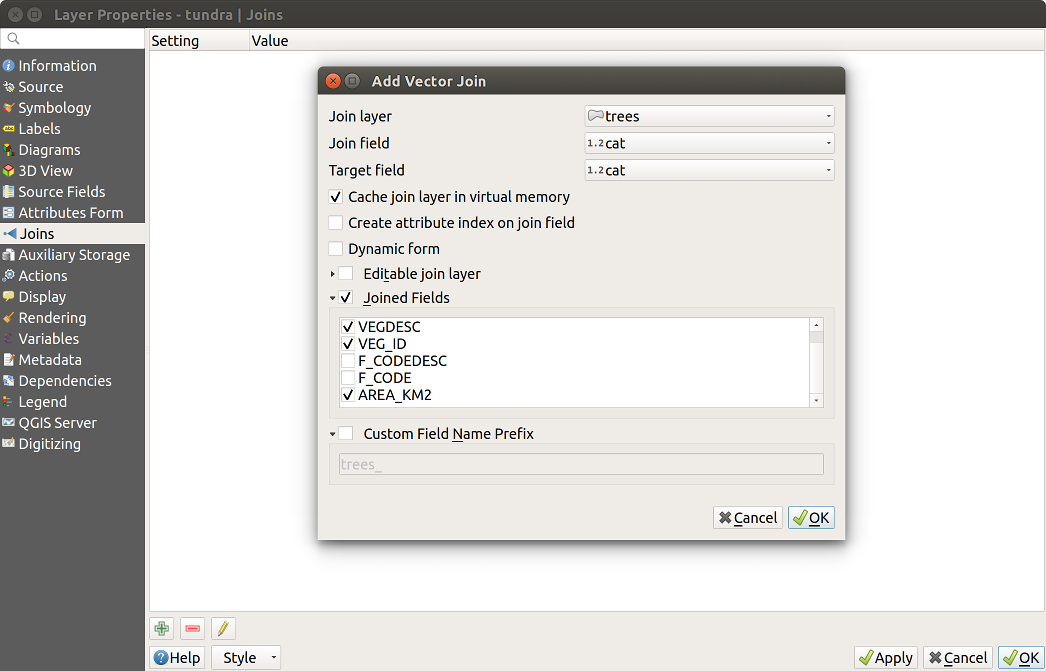 Layer Properties - tundra | Joins
Setting Value
Information
Source
Symbology
Labels
Diagrams
3D View
Source Fields
Attributes Form
Joins
Auxiliary Storage
Actions
Display
Rendering
Variables
Metadata
Dependencies
Legend
QGIS Server
Digitizing
Add Vector Join
Join layer trees
Join field 1.2 cat
Target field 1.2 cat
Cache join layer in virtual memory
Create attribute index on join field
Dynamic form
Editable join layer
Joined Fields
VEGDESC
VEG_ID
F_CODEDESC
F_CODE
AREA_KM2
Custom Field Name Prefix
trees_
Cancel OK
Help Style Apply Cancel OK